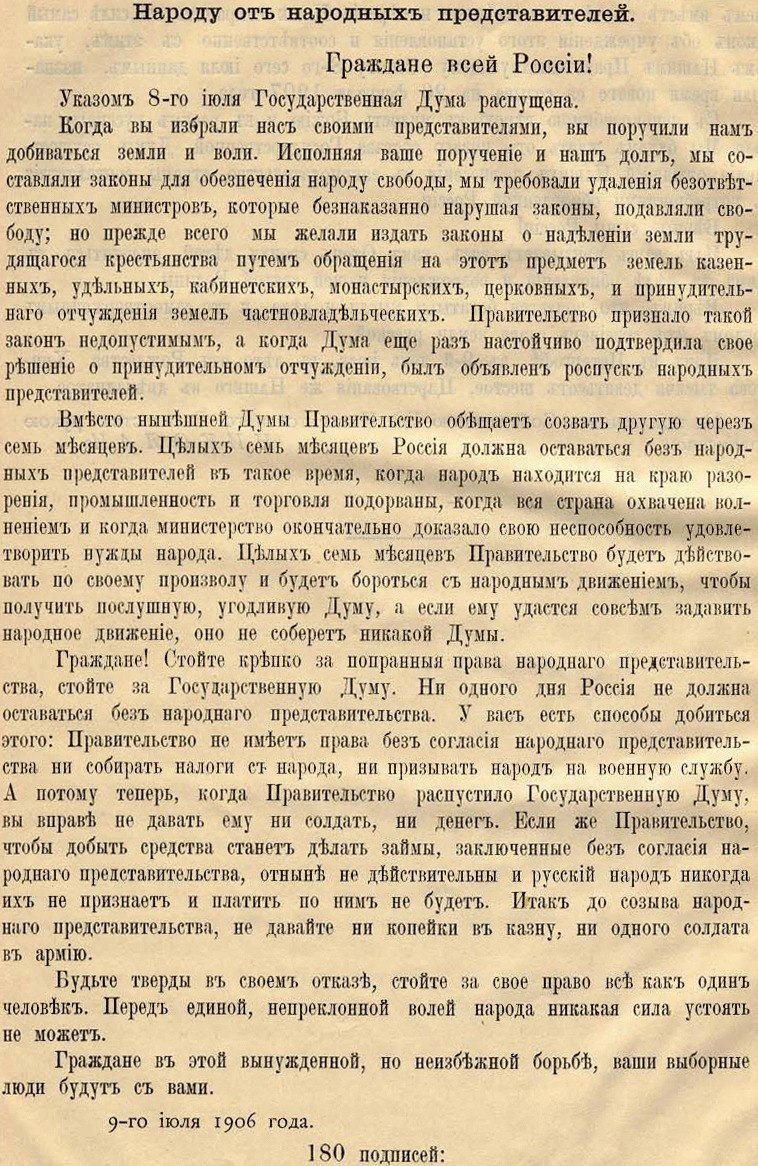 Народу отъ народныхъ представителей.
Граждане всей Россіи!
Указомъ 8-го іюля Государственная Дума распущена.
Когда вы избрали насъ своими представителями, вы поручили намъ
добиваться земли и воли. Исполняя ваше порученіе и нашъ долгъ, мы со-
ставляли законы для обезпеченія народу свободы, мы требовали удаленія безотвѣт-
ственныхъ министровъ, которые безнаказанно нарушая законы, подавляли сво-
боду; но прежде всего мы желали издать законы о надѣленіи земли тру-
дящагося крестьянства путемъ обращенія на этотъ предметъ земель казен-
ныхъ, удѣльныхъ, кабинетскихъ, монастырскихъ, церковныхъ, и принудитель-
наго отчужденія земель частновладѣльческихъ. Правительство признало такой
законъ недопустимымъ, а когда Дума еще разъ настойчиво подтвердила свое
рѣшеніе о принудительномъ отчужденіи, былъ объявленъ роспускъ народныхъ
представителей.
Вмѣсто нынѣшней Думы Правительство обѣщаетъ созвать другую черезъ
семь мѣсяцевъ. Цѣлыхъ семь мѣсяцевъ Россія должна оставаться безъ народ-
ныхъ представителей въ такое время, когда народъ находится на краю разо-
ренія, промышленность и торговля подорваны, когда вся страна охвачена вол-
неніемъ и когда министерство окончательно доказало свою неспособность удовле-
творить нужды народа. Цѣлыхъ семь мѣсяцевъ Правительство будетъ дѣйство-
вать по своему произволу и будетъ бороться съ народнымъ движеніемъ, чтобы
получить послушную, угодливую Думу, а если ему удастся совсѣмъ задавить
народное движеніе, оно не соберетъ никакой Думы.
Граждане! Стойте крѣпко за попранныя права народнаго представитель-
ства, стойте за Государственную Думу. Ни одного дня Россія не должна
оставаться безъ народнаго представительства. У васъ есть способы добиться
этого: Правительство не имѣетъ права безъ согласія народнаго представитель-
ства ни собирать налоги съ народа, ни призывать народъ на военную службу.
А потому теперь, когда Правительство распустило Государственную Думу,
вы вправѣ не давать ему ни солдатъ, ни денегъ. Если же Правительство,
чтобы добыть средства станетъ дѣлать займы, заключенные безъ согласія на-
роднаго представительства, отнынѣ не дѣйствительны и русскій народъ никогда
ихъ не признаетъ и платить по нимъ не будетъ. Итакъ до созыва народ-
наго представительства, не давайте ни копейки въ казну, ни одного солдата
въ армію.
Будьте тверды въ своемъ отказѣ, стойте за свое право всѣ какъ одинъ
человѣкъ. Передъ единой, непреклонной волей народа никакая сила устоять
не можетъ.
Граждане въ этой вынужденной, но неизбѣжной борьбѣ, ваши выборные
люди будутъ съ вами.
9-го іюля 1906 года.
180 подписей: